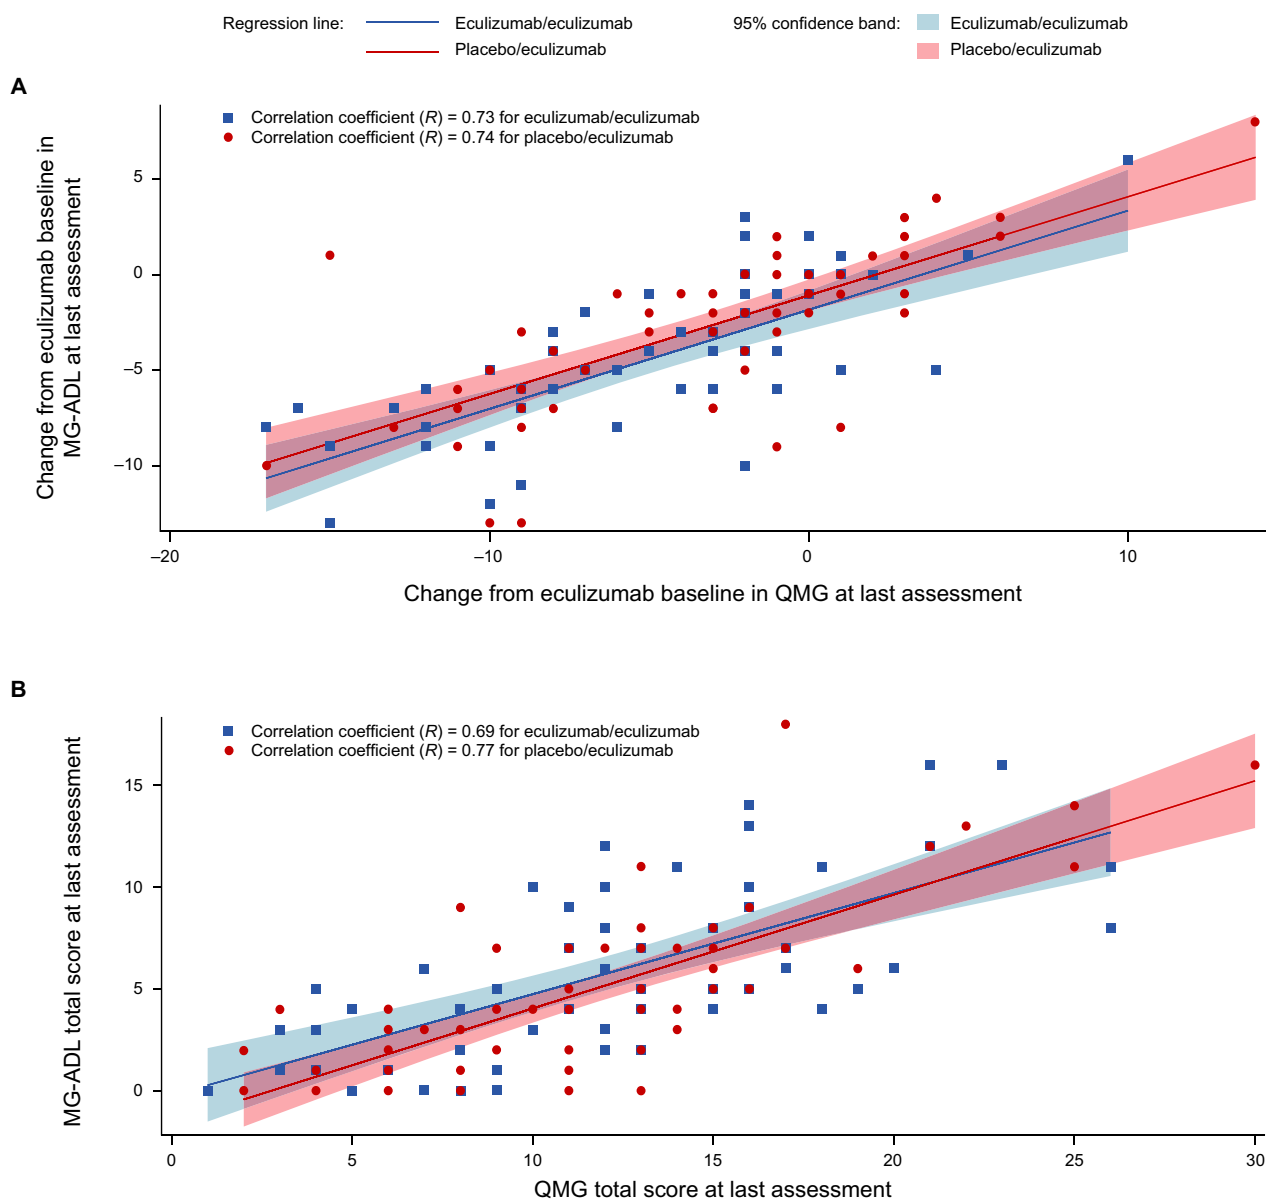 Regression line: Eculizumab/eculizumab 95% confidence band: Eculizumab/eculizumab
Placebo/eculizumab Placebo/eculizumab
A
Correlation coefficient (R) = 0.73 for eculizumab/eculizumab
Correlation coefficient (R) = 0.74 for placebo/eculizumab
Change from eculizumab baseline in
MG-ADL at last assessment
5
0
–5
–10
–20 –10 0 10
Change from eculizumab baseline in QMG at last assessment
B
Correlation coefficient (R) = 0.69 for eculizumab/eculizumab
Correlation coefficient (R) = 0.77 for placebo/eculizumab
MG-ADL total score at last assessment
15
10
5
0
0 5 10 15 20 25 30
QMG total score at last assessment